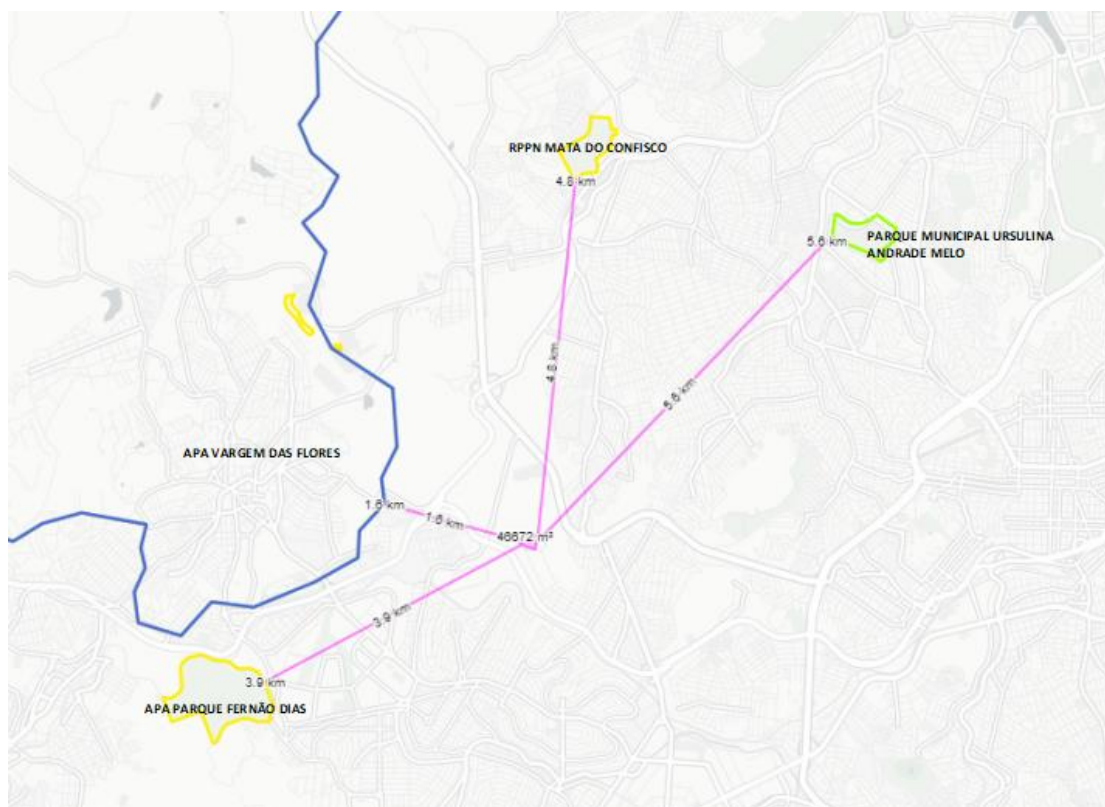 RPPN MATA DO CONFISCO
4.8 km
5.6 km
PARQUE MUNICIPAL URSULINA
ANDRADE MELO
4.8 km
5.6 km
APA VARGEM DAS FLORES
1.6 km
1.6 km
46672 m²
3.9 km
3.9 km
APA PARQUE FERNÃO DIAS